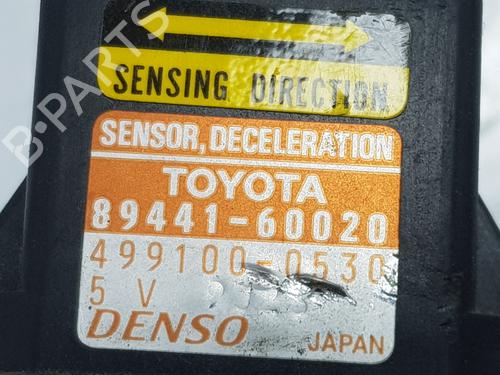 SENSING DIRECTION
SENSOR, DECELERATION
TOYOTA
89441-60020
499100-0530
5 V
DENSO JAPAN
B-PARTS